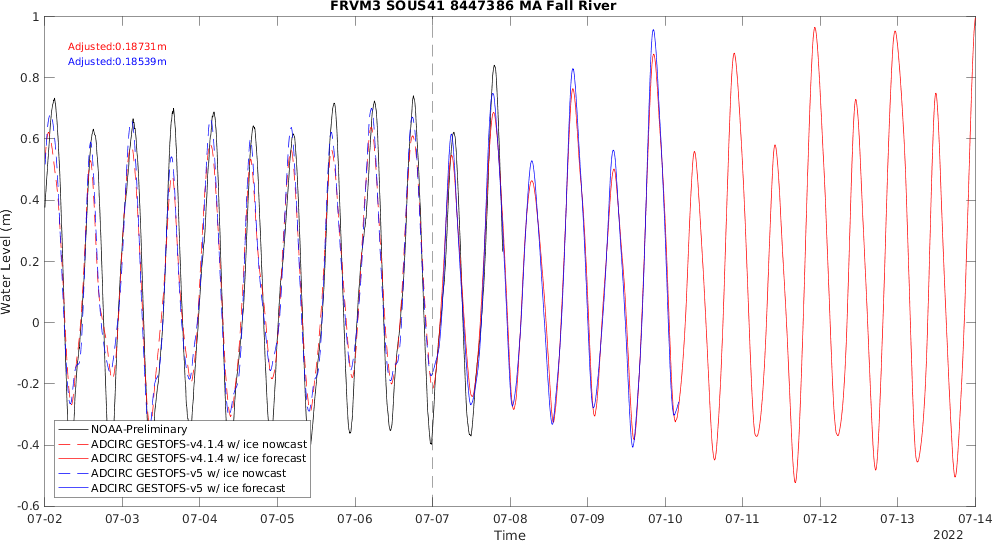 FRVM3 SOUS41 8447386 MA Fall River
Adjusted:0.18731m
Adjusted:0.18539m
Water Level (m)
1
0.8
0.6
0.4
0.2
0
-0.2
-0.4
-0.6
NOAA-Preliminary
ADCIRC GESTOFS-v4.1.4 w/ ice nowcast
ADCIRC GESTOFS-v4.1.4 w/ ice forecast
ADCIRC GESTOFS-v5 w/ ice nowcast
ADCIRC GESTOFS-v5 w/ ice forecast
07-02 07-03 07-04 07-05 07-06 07-07 07-08 07-09 07-10 07-11 07-12 07-13 07-14
Time
2022